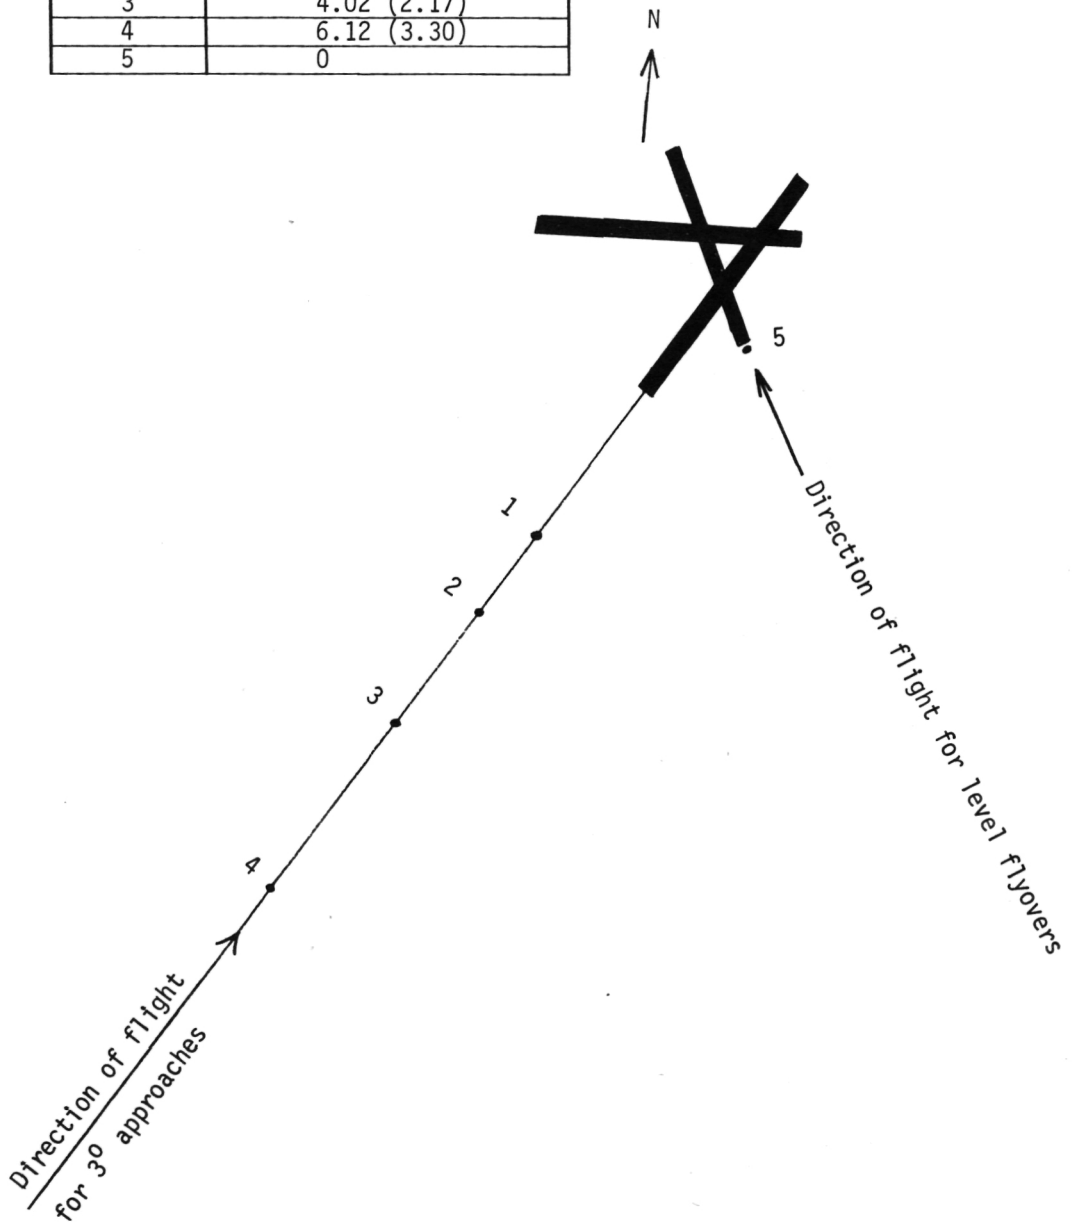 3 4.02 (2.17)
4 6.12 (3.30)
5 0
N
5
1
2
3
4
Direction of flight for level flyovers
Direction of flight
for 3º approaches